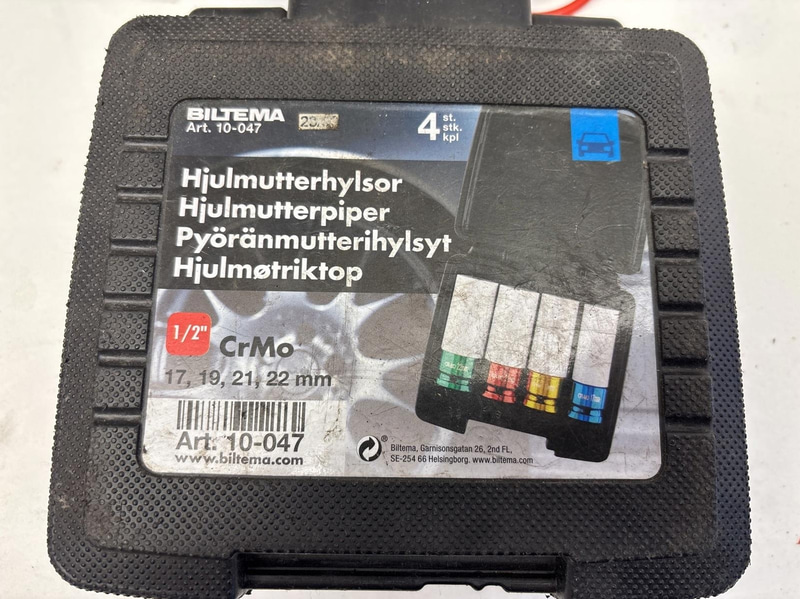 BILTEMA
Art. 10-047
4 st.
stk.
kpl
Hjulmutterhylsor
Hjulmutterpiper
Pyöränmutterihylsyt
Hjulmøtriktop
1/2"
CrMo
17, 19, 21, 22 mm
Art. 10-047
www.biltema.com
Biltema, Garnisonsgatan 26, 2nd FL,
SE-254 66 Helsingborg. www.biltema.com